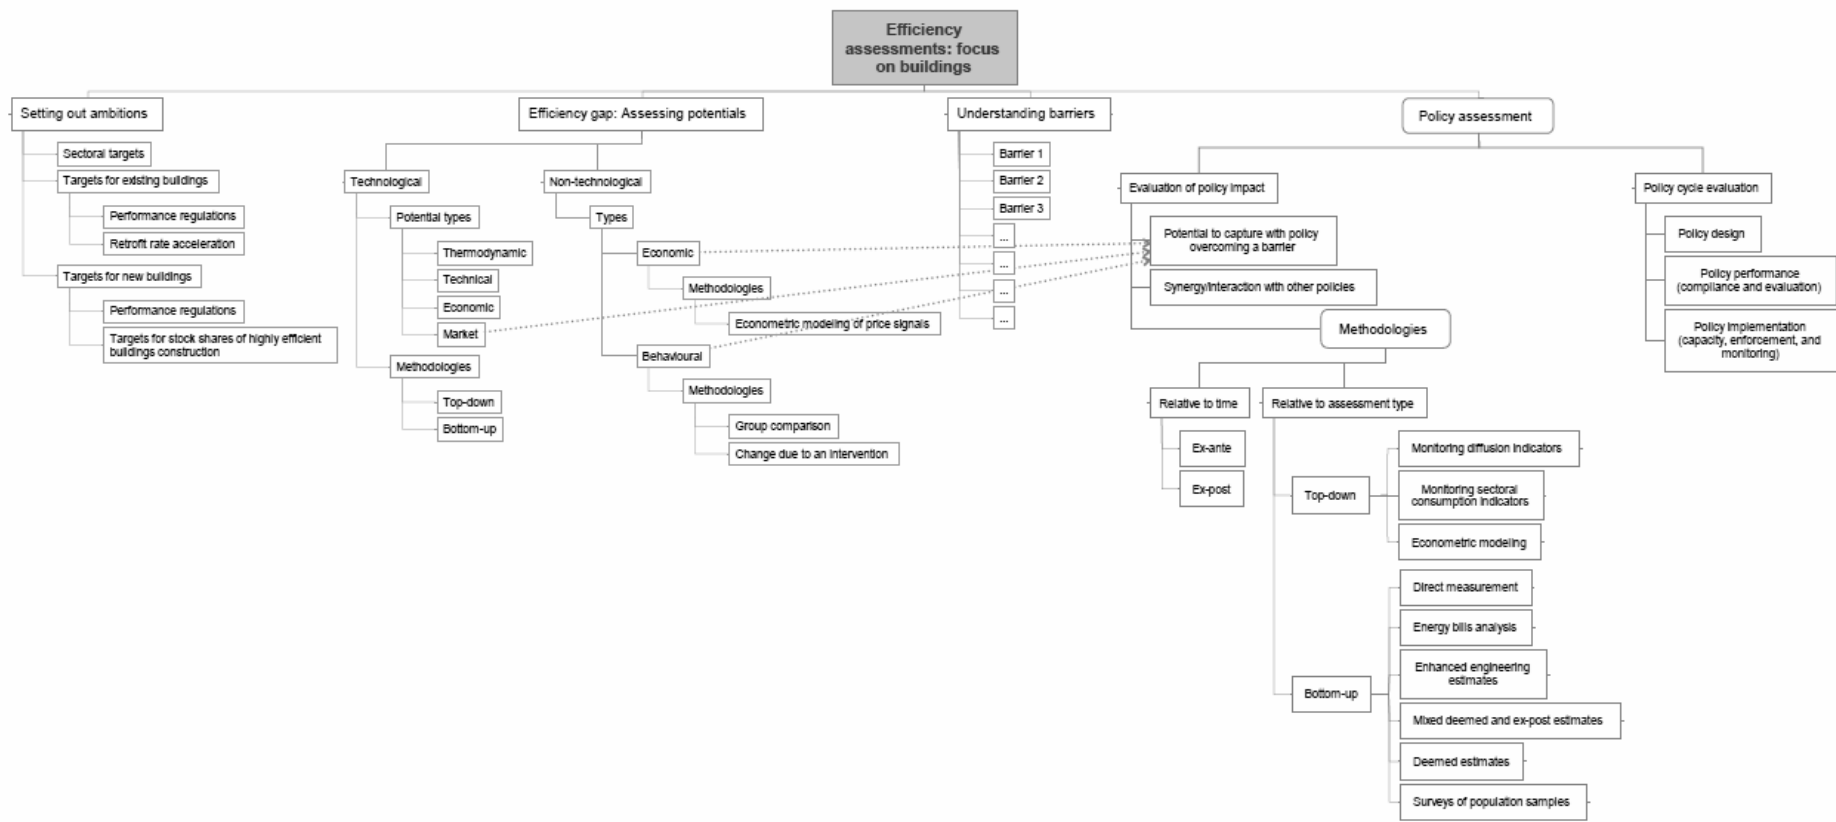 Efficiency
assessments: focus
on buildings
Setting out ambitions
Sectoral targets
Targets for existing buildings
Performance regulations
Retrofit rate acceleration
Targets for new buildings
Performance regulations
Targets for stock shares of highly efficient
buildings construction
Efficiency gap: Assessing potentials
Technological
Potential types
Thermodynamic
Technical
Economic
Market
Methodologies
Top-down
Bottom-up
Non-technological
Types
Economic
Methodologies
Econometric modeling of price signals
Behavioural
Methodologies
Group comparison
Change due to an intervention
Understanding barriers
Barrier 1
Barrier 2
Barrier 3
...
...
...
...
Policy assessment
Evaluation of policy impact
Potential to capture with policy
overcoming a barrier
Synergy/interaction with other policies
Methodologies
Relative to time
Ex-ante
Ex-post
Relative to assessment type
Top-down
Monitoring diffusion indicators
Monitoring sectoral
consumption indicators
Econometric modeling
Bottom-up
Direct measurement
Energy bills analysis
Enhanced engineering
estimates
Mixed deemed and ex-post estimates
Deemed estimates
Surveys of population samples
Policy cycle evaluation
Policy design
Policy performance
(compliance and evaluation)
Policy implementation
(capacity, enforcement, and
monitoring)